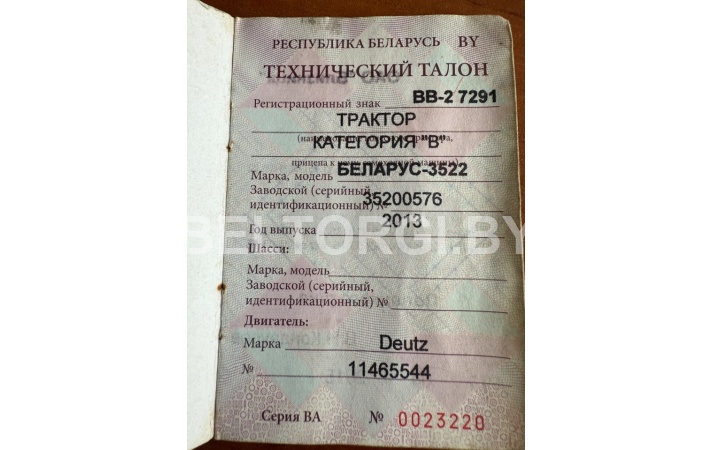 РЕСПУБЛИКА БЕЛАРУСЬ BY
ТЕХНИЧЕСКИЙ ТАЛОН
Регистрационный знак BB-2 7291
ТРАКТОР
КАТЕГОРИЯ "В"
прицепа к
Марка, модель БЕЛАРУС-3522
Заводской (серийный,
идентификационный) № 35200576
Год выпуска 2013
BELTORGI.BY
Шасси:
Марка, модель
Заводской (серийный,
идентификационный) №
Двигатель:
Марка Deutz
№ 11465544
Серия ВА № 0023220